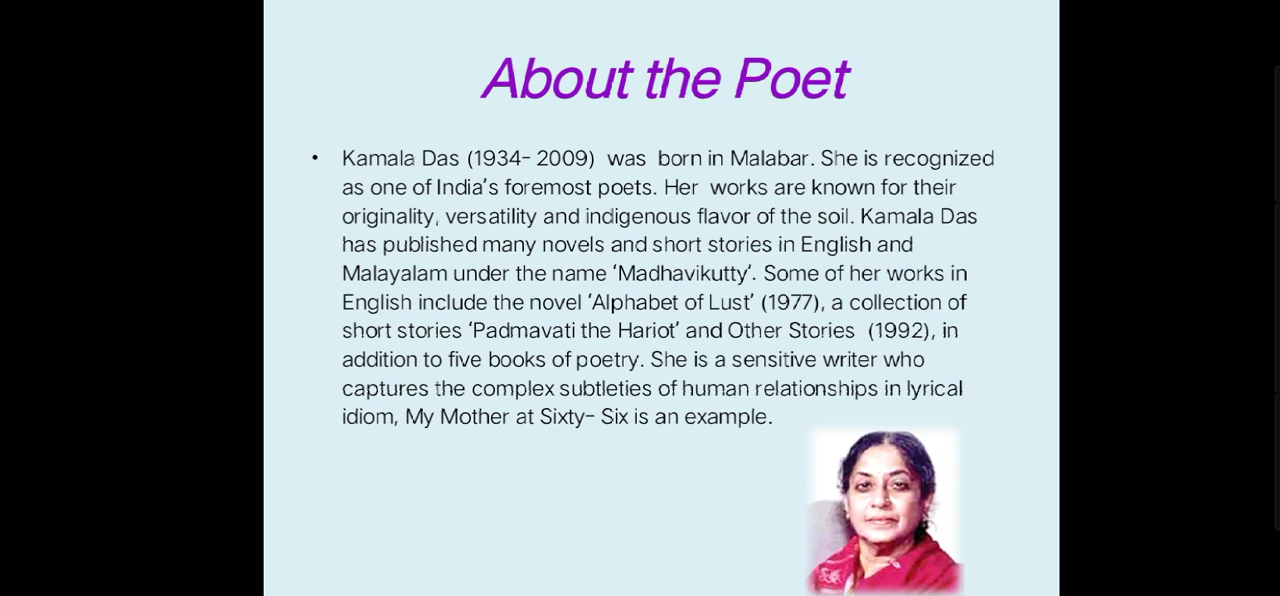 About the Poet
• Kamala Das (1934- 2009) was born in Malabar. She is recognized
as one of India's foremost poets. Her works are known for their
originality, versatility and indigenous flavor of the soil. Kamala Das
has published many novels and short stories in English and
Malayalam under the name 'Madhavikutty'. Some of her works in
English include the novel 'Alphabet of Lust' (1977), a collection of
short stories 'Padmavati the Hariot' and Other Stories (1992), in
addition to five books of poetry. She is a sensitive writer who
captures the complex subtleties of human relationships in lyrical
idiom, My Mother at Sixty- Six is an example.